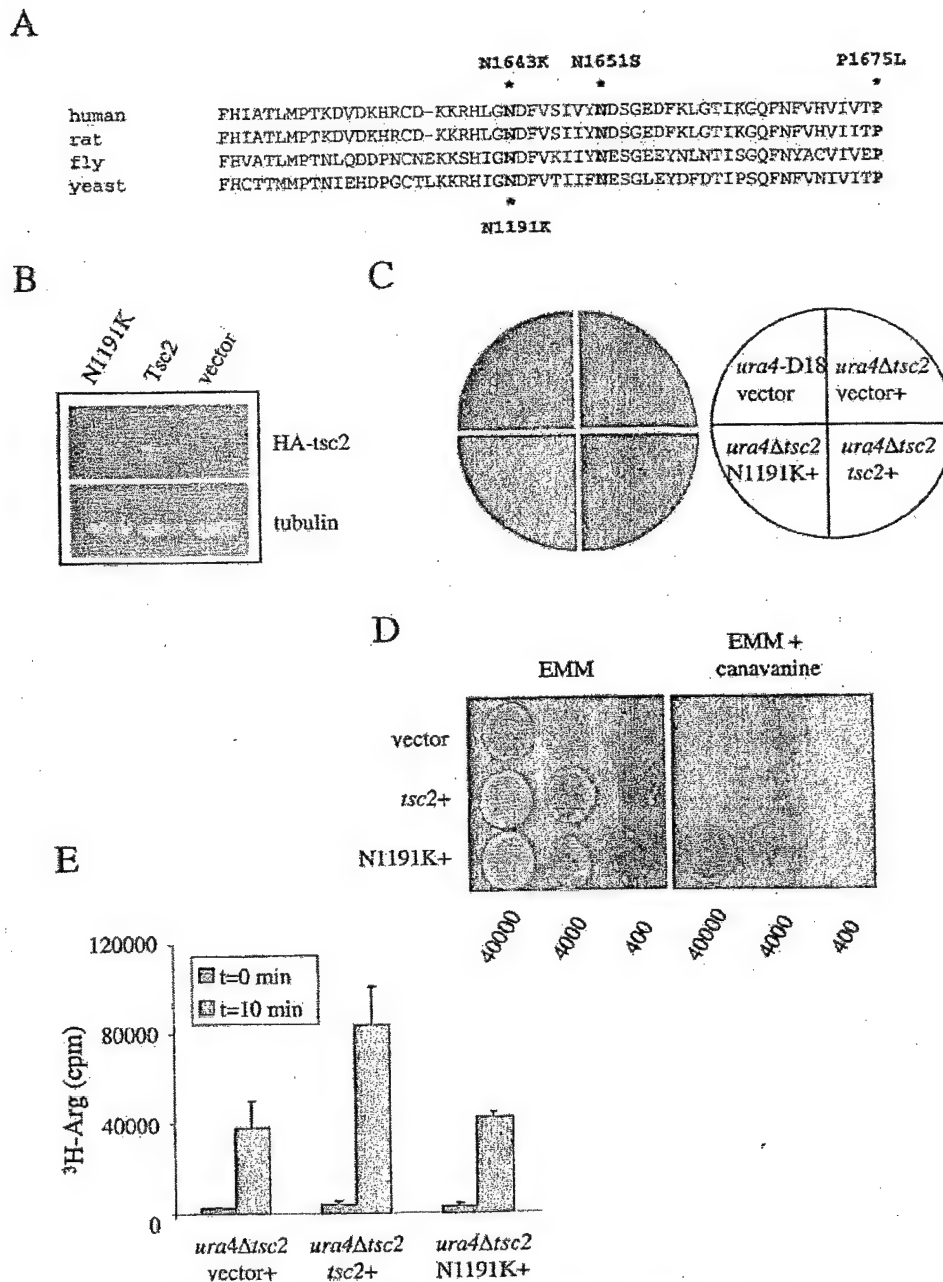 A
N1643K N1651S P1675L
* * *
human FHIATLMPTKDVDKHRCD-KKRHLGNDFVSIVYNDSGEDFKLGTIKGQFNFVHVIVTP
rat FHIATLMPTKDVDKHRCD-KKRHLGNDFVSIVYNDSGEDFKLGTIKGQFNFVHVIITP
fly FHVATLMPTNLQDDPNCNEKKSHIGNDFVKIIYNESGEEYNLNTISGQFNYACVIVEP
yeast FHCTTMMPTNIEHDPGCTLKKRHIGNDFVTIIFNESGLEYDFDTIPSQFNFVNIVITP
*
N1191K
B
N1191K Tsc2 vector
HA-tsc2
tubulin
C
ura4-D18 vector
ura4Δtsc2 vector+
ura4Δtsc2 N1191K+
ura4Δtsc2 tsc2+
D
EMM
EMM + canavanine
vector
tsc2+
N1191K+
40000 4000 400 40000 4000 400
E
120000
80000
40000
0
³H-Arg (cpm)
t=0 min
t=10 min
ura4Δtsc2 vector+
ura4Δtsc2 tsc2+
ura4Δtsc2 N1191K+